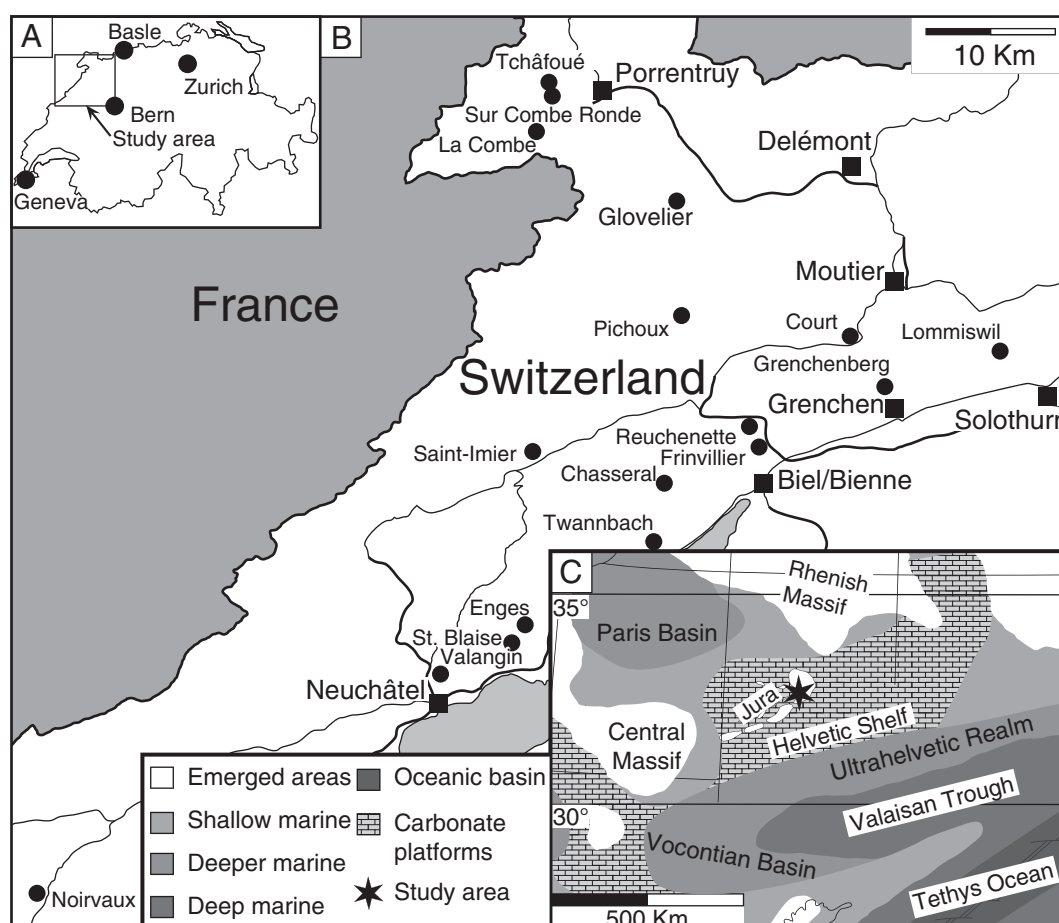 A
Basle
Zurich
Bern
Study area
Geneva
B
10 Km
Tchâfoué
Porrentruy
Sur Combe Ronde
La Combe
Delémont
Glovelier
Moutier
France
Pichoux
Court
Lommiswil
Switzerland
Grenchenberg
Grenchen
Solothurn
Reuchenette
Saint-Imier
Frinvillier
Chasseral
Biel/Bienne
Twannbach
Enges
St. Blaise
Valangin
Neuchâtel
Noirvaux
Emerged areas
Shallow marine
Deeper marine
Deep marine
Oceanic basin
Carbonate
platforms
Study area
C
Rhenish
Massif
35°
Paris Basin
Jura
Central
Massif
Helvetic Shelf
Ultrahelvetic Realm
30°
Valaisan Trough
Vocontian Basin
Tethys Ocean
500 Km